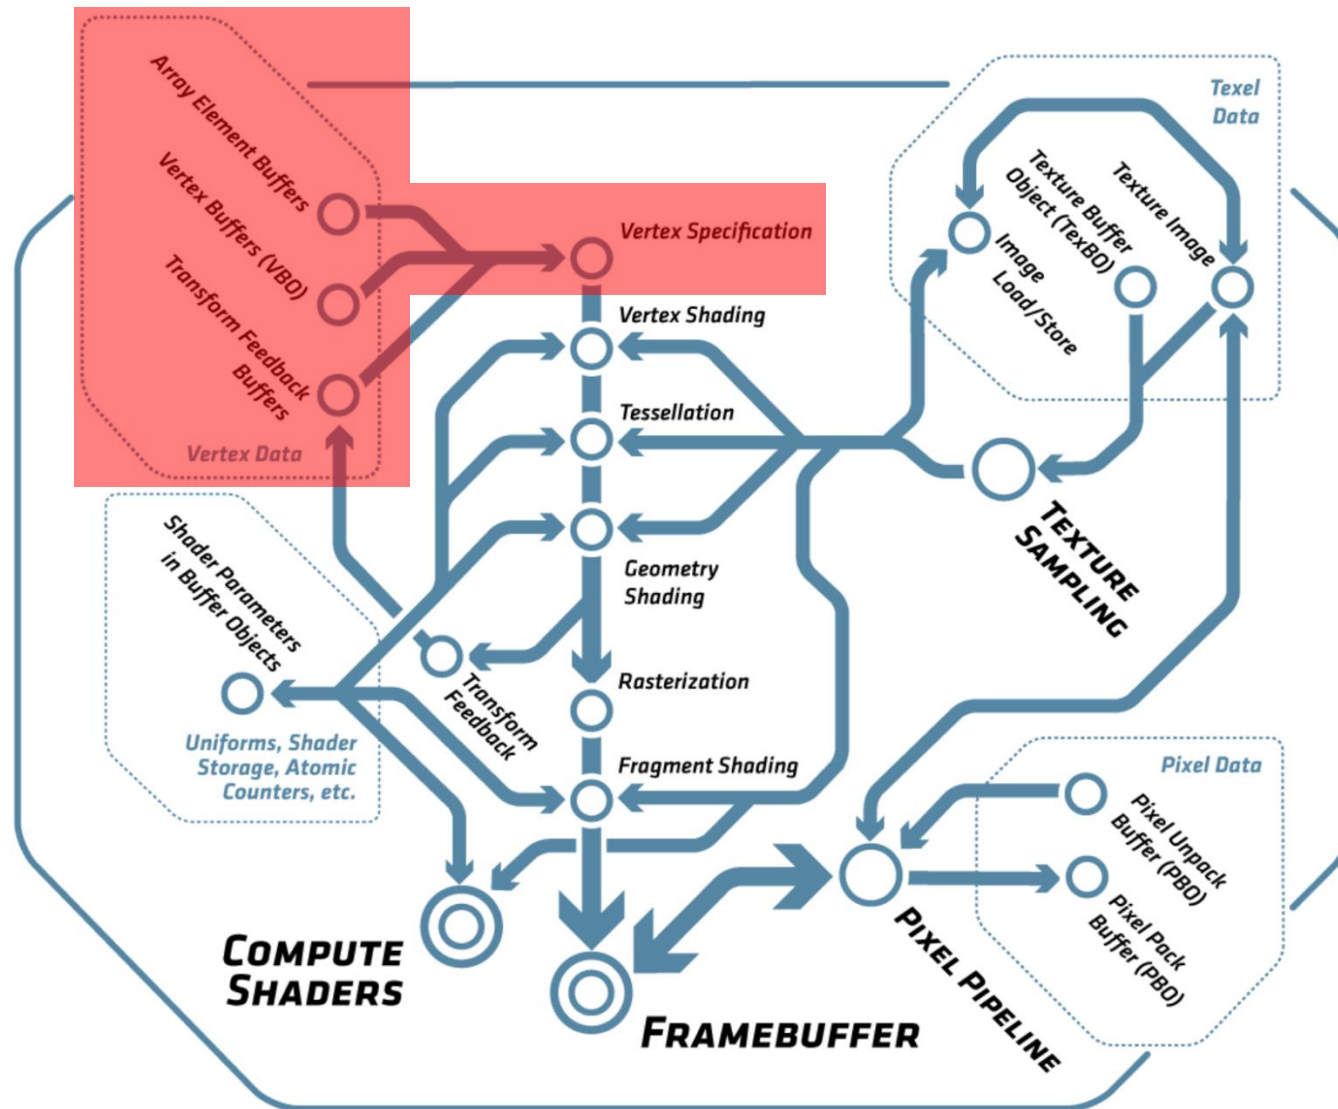 Array Element Buffers
Vertex Buffers (VBO)
Transform Feedback
Buffers
Vertex Data
Vertex Specification
Vertex Shading
Tessellation
Geometry
Shading
Rasterization
Fragment Shading
Texel
Data
Texture Image
Texture Buffer
Object (TexBO)
Image
Load/Store
TEXTURE
SAMPLING
Shader Parameters
in Buffer Objects
Uniforms, Shader
Storage, Atomic
Counters, etc.
Transform
Feedback
Pixel Data
Pixel Unpack
Buffer (PBO)
Pixel Pack
Buffer (PBO)
PIXEL PIPELINE
COMPUTE
SHADERS
FRAMEBUFFER